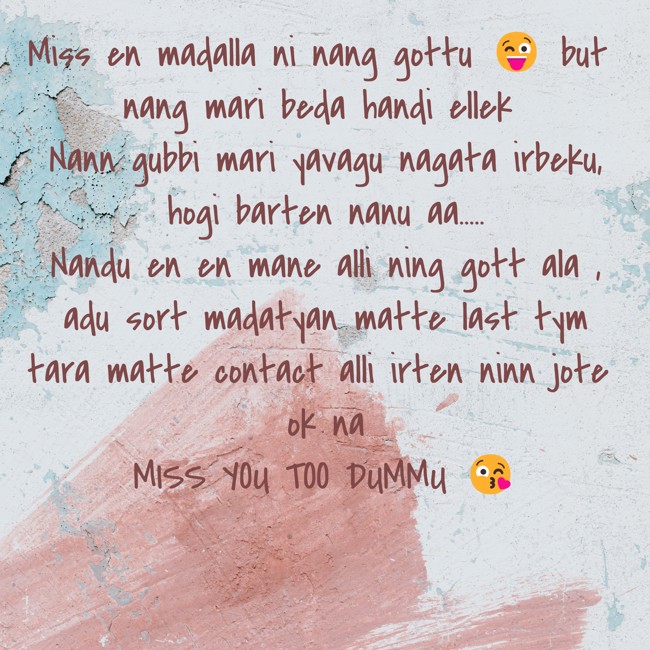 Miss en madalla ni nang gottu 😜 but
nang mari beda handi ellek
Nann gubbi mari yavagu nagata irbeku,
hogi barten nanu aa.....
Nandu en en mane alli ning gott ala ,
adu sort madatyan matte last tym
tara matte contact alli irten ninn jote
ok na
MISS YOU TOO DUMMU 😘